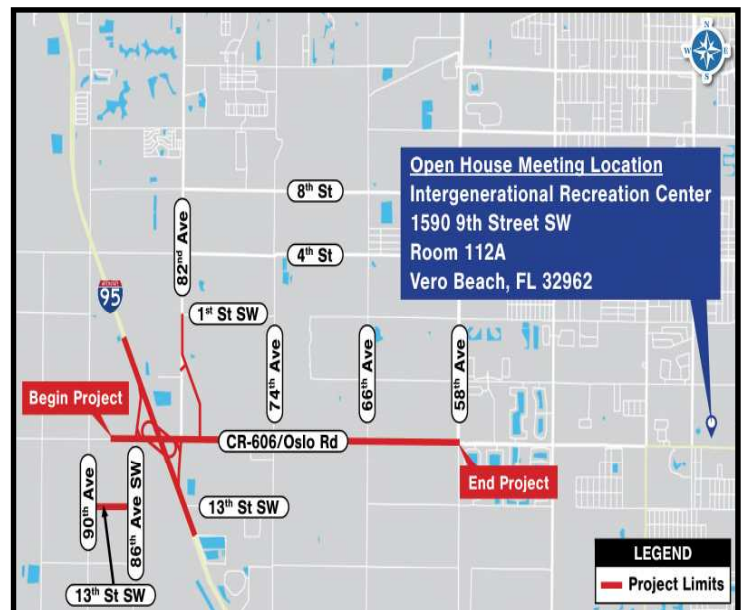 N
W E
S
Open House Meeting Location
Intergenerational Recreation Center
1590 9th Street SW
Room 112A
Vero Beach, FL 32962
8th St
82nd Ave
4th St
INTERSTATE
95
1st St SW
74th Ave
66th Ave
58th Ave
Begin Project
CR-606/Oslo Rd
End Project
90th Ave
86th Ave SW
13th St SW
13th St SW
LEGEND
Project Limits